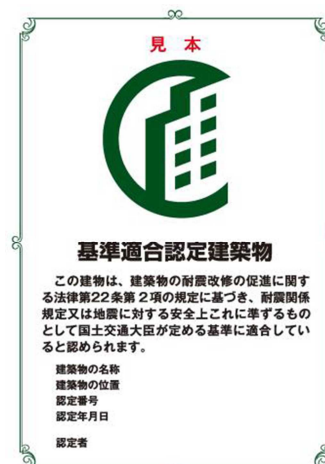 見本
基準適合認定建築物
この建物は、建築物の耐震改修の促進に関す
る法律第22条第2項の規定に基づき、耐震関係
規定又は地震に対する安全上これに準ずるもの
として国土交通大臣が定める基準に適合してい
ると認められます。
建築物の名称
建築物の位置
認定番号
認定年月日
認定者